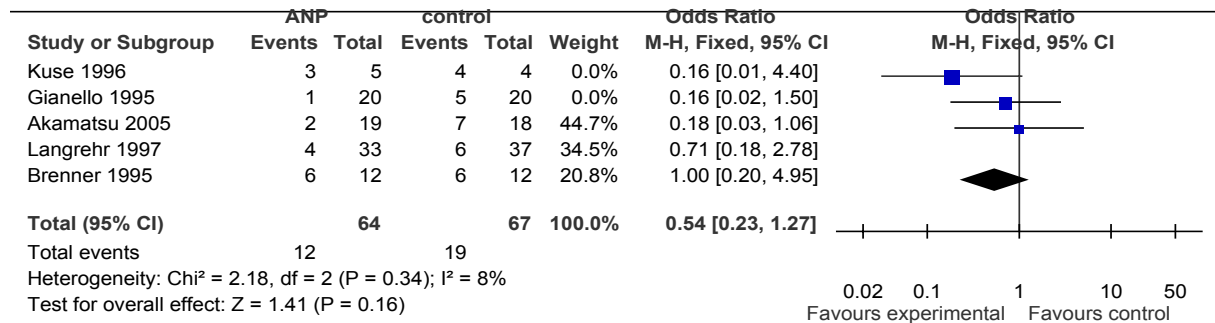 ANP control Odds Ratio Odds Ratio
Study or Subgroup Events Total Events Total Weight M-H, Fixed, 95% CI M-H, Fixed, 95% CI
Kuse 1996 3 5 4 4 0.0% 0.16 [0.01, 4.40]
Gianello 1995 1 20 5 20 0.0% 0.16 [0.02, 1.50]
Akamatsu 2005 2 19 7 18 44.7% 0.18 [0.03, 1.06]
Langrehr 1997 4 33 6 37 34.5% 0.71 [0.18, 2.78]
Brenner 1995 6 12 6 12 20.8% 1.00 [0.20, 4.95]
Total (95% CI) 64 67 100.0% 0.54 [0.23, 1.27]
Total events 12 19
Heterogeneity: Chi² = 2.18, df = 2 (P = 0.34); I² = 8%
Test for overall effect: Z = 1.41 (P = 0.16)
0.02 0.1 1 10 50
Favours experimental Favours control